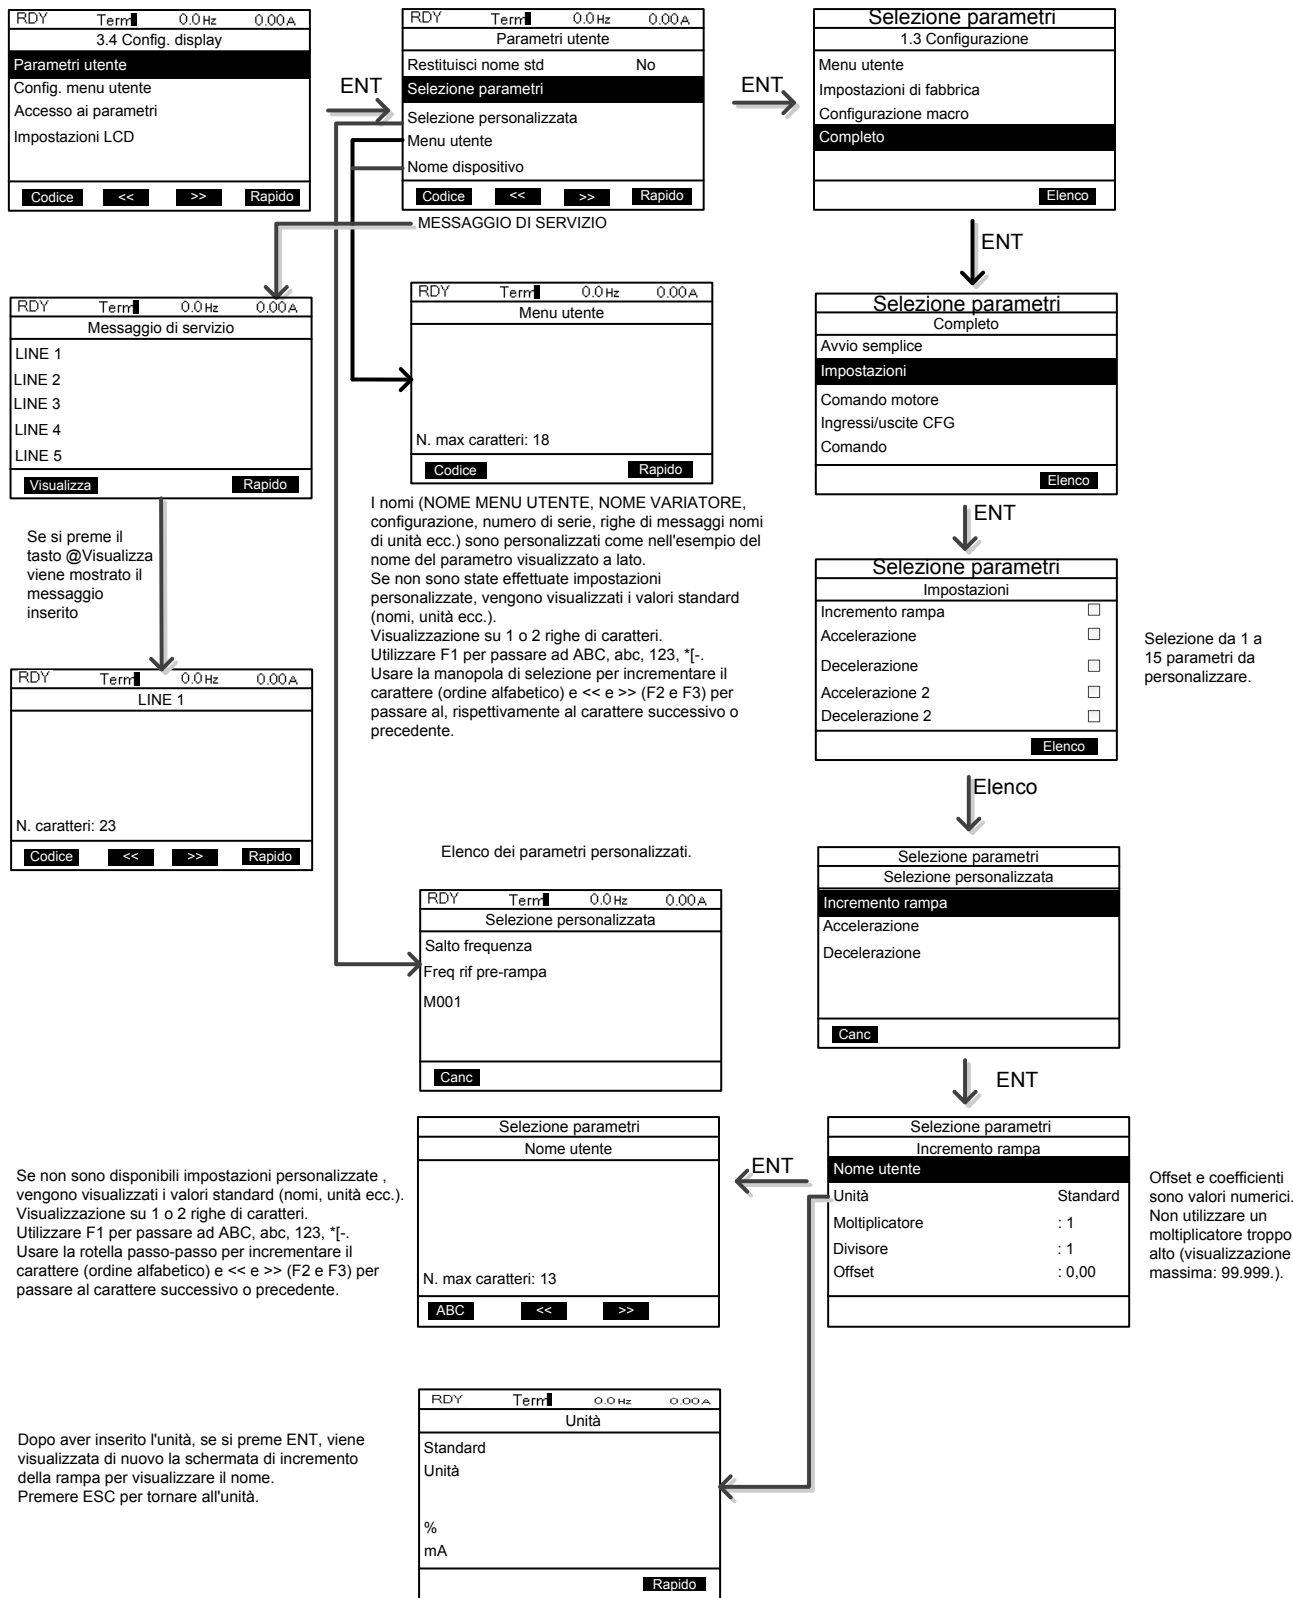 RDY Term 0.0Hz 0.00A
3.4 Config. display
Parametri utente
Config. menu utente
Accesso ai parametri
Impostazioni LCD
Codice << >> Rapido
ENT
RDY Term 0.0Hz 0.00A
Parametri utente
Restituisci nome std No
Selezione parametri
Selezione personalizzata
Menu utente
Nome dispositivo
Codice << >> Rapido
MESSAGGIO DI SERVIZIO
ENT
Selezione parametri
1.3 Configurazione
Menu utente
Impostazioni di fabbrica
Configurazione macro
Completo
Elenco
ENT
RDY Term 0.0Hz 0.00A
Messaggio di servizio
LINE 1
LINE 2
LINE 3
LINE 4
LINE 5
Visualizza Rapido
RDY Term 0.0Hz 0.00A
Menu utente
N. max caratteri: 18
Codice Rapido
Selezione parametri
Completo
Avvio semplice
Impostazioni
Comando motore
Ingressi/uscite CFG
Comando
Elenco
ENT
Se si preme il
tasto @Visualizza
viene mostrato il
messaggio
inserito
I nomi (NOME MENU UTENTE, NOME VARIATORE,
configurazione, numero di serie, righe di messaggi nomi
di unità ecc.) sono personalizzati come nell'esempio del
nome del parametro visualizzato a lato.
Se non sono state effettuate impostazioni
personalizzate, vengono visualizzati i valori standard
(nomi, unità ecc.).
Visualizzazione su 1 o 2 righe di caratteri.
Utilizzare F1 per passare ad ABC, abc, 123, *[-.
Usare la manopola di selezione per incrementare il
carattere (ordine alfabetico) e << e >> (F2 e F3) per
passare al, rispettivamente al carattere successivo o
precedente.
Selezione parametri
Impostazioni
Incremento rampa
Accelerazione
Decelerazione
Accelerazione 2
Decelerazione 2
Elenco
Selezione da 1 a
15 parametri da
personalizzare.
Elenco
RDY Term 0.0Hz 0.00A
LINE 1
N. caratteri: 23
Codice << >> Rapido
Elenco dei parametri personalizzati.
RDY Term 0.0Hz 0.00A
Selezione personalizzata
Salto frequenza
Freq rif pre-rampa
M001
Canc
Selezione parametri
Selezione personalizzata
Incremento rampa
Accelerazione
Decelerazione
Canc
ENT
Se non sono disponibili impostazioni personalizzate ,
vengono visualizzati i valori standard (nomi, unità ecc.).
Visualizzazione su 1 o 2 righe di caratteri.
Utilizzare F1 per passare ad ABC, abc, 123, *[-.
Usare la rotella passo-passo per incrementare il
carattere (ordine alfabetico) e << e >> (F2 e F3) per
passare al carattere successivo o precedente.
Selezione parametri
Nome utente
N. max caratteri: 13
ABC << >>
ENT
Selezione parametri
Incremento rampa
Nome utente
Unità Standard
Moltiplicatore : 1
Divisore : 1
Offset : 0,00
Offset e coefficienti
sono valori numerici.
Non utilizzare un
moltiplicatore troppo
alto (visualizzazione
massima: 99.999.).
Dopo aver inserito l'unità, se si preme ENT, viene
visualizzata di nuovo la schermata di incremento
della rampa per visualizzare il nome.
Premere ESC per tornare all'unità.
RDY Term 0.0Hz 0.00A
Unità
Standard
Unità
%
mA
Rapido